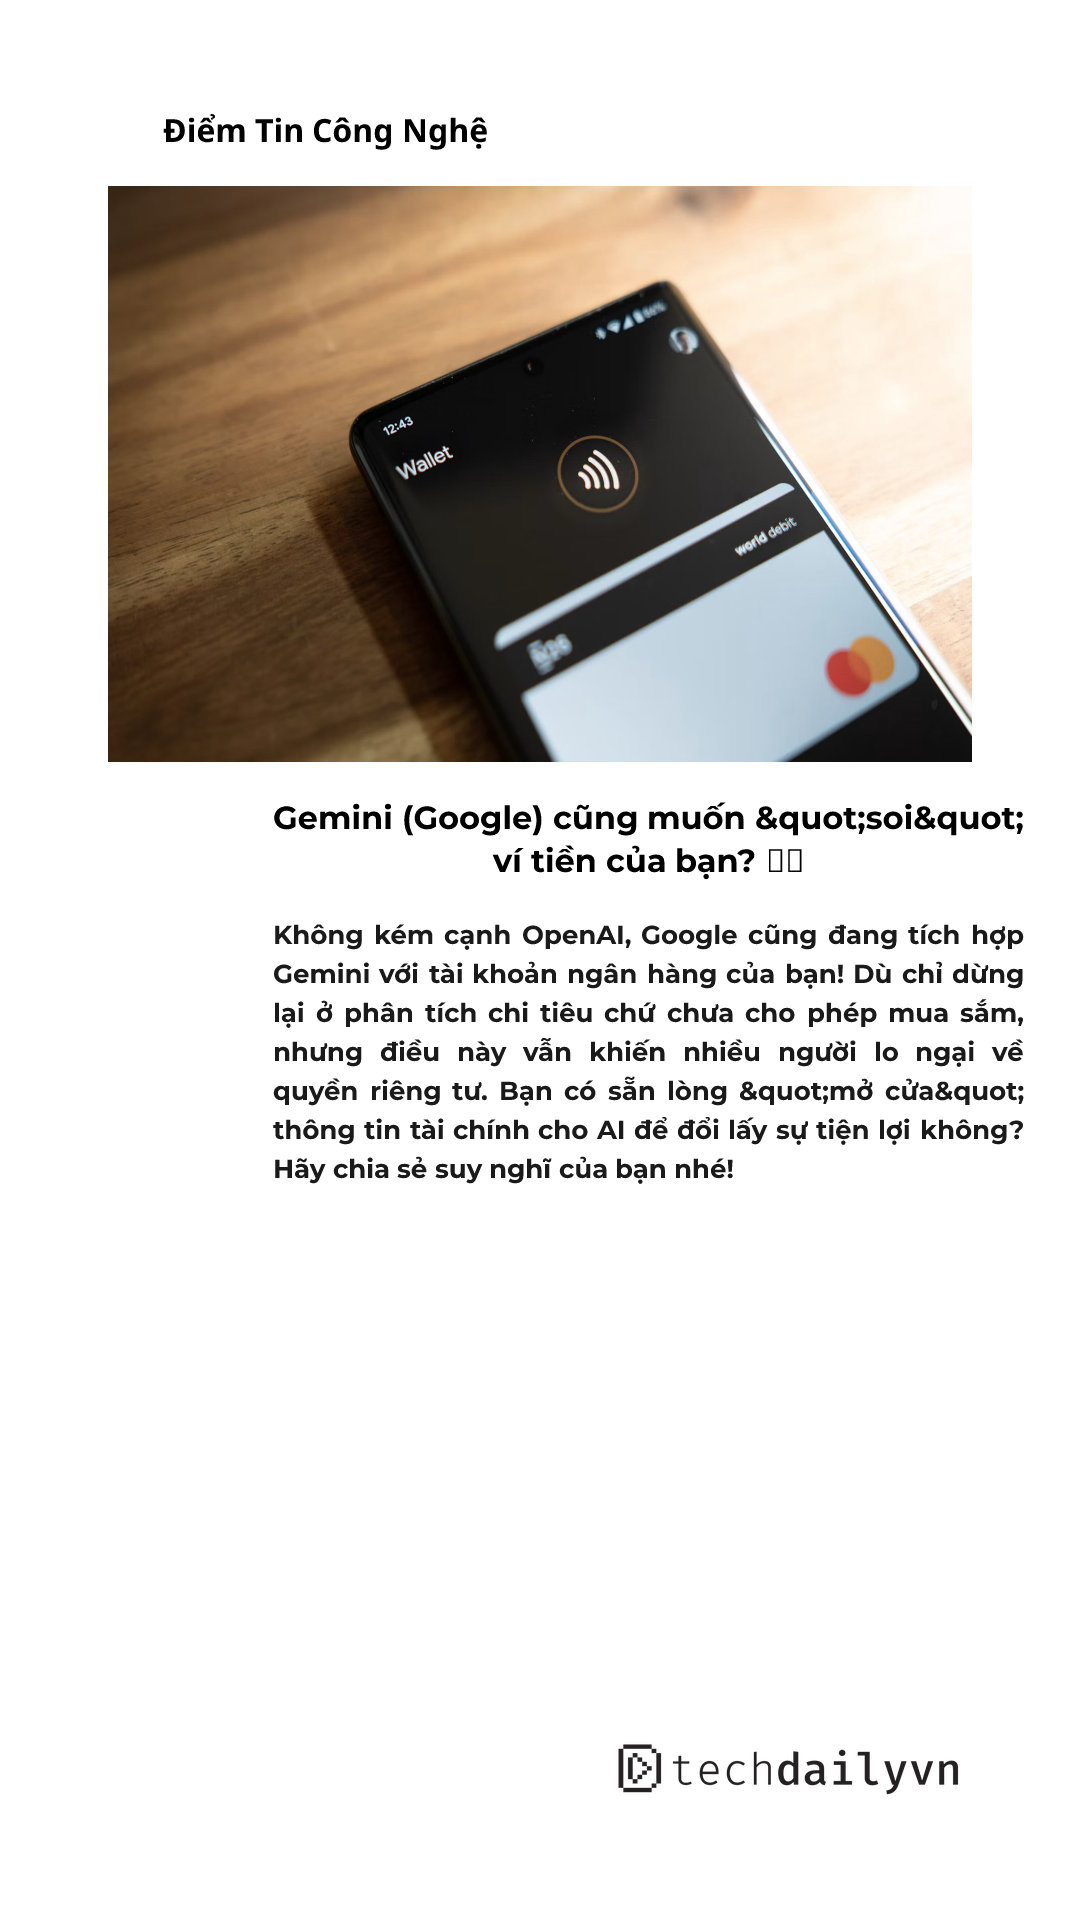 Điểm Tin Công Nghệ
12:43
86%
Wallet
world debit
Gemini (Google) cũng muốn &quot;soi&quot;
ví tiền của bạn?
Không kém cạnh OpenAI, Google cũng đang tích hợp
Gemini với tài khoản ngân hàng của bạn! Dù chỉ dừng
lại ở phân tích chi tiêu chứ chưa cho phép mua sắm,
nhưng điều này vẫn khiến nhiều người lo ngại về
quyền riêng tư. Bạn có sẵn lòng &quot;mở cửa&quot;
thông tin tài chính cho AI để đổi lấy sự tiện lợi không?
Hãy chia sẻ suy nghĩ của bạn nhé!
techdailyvn